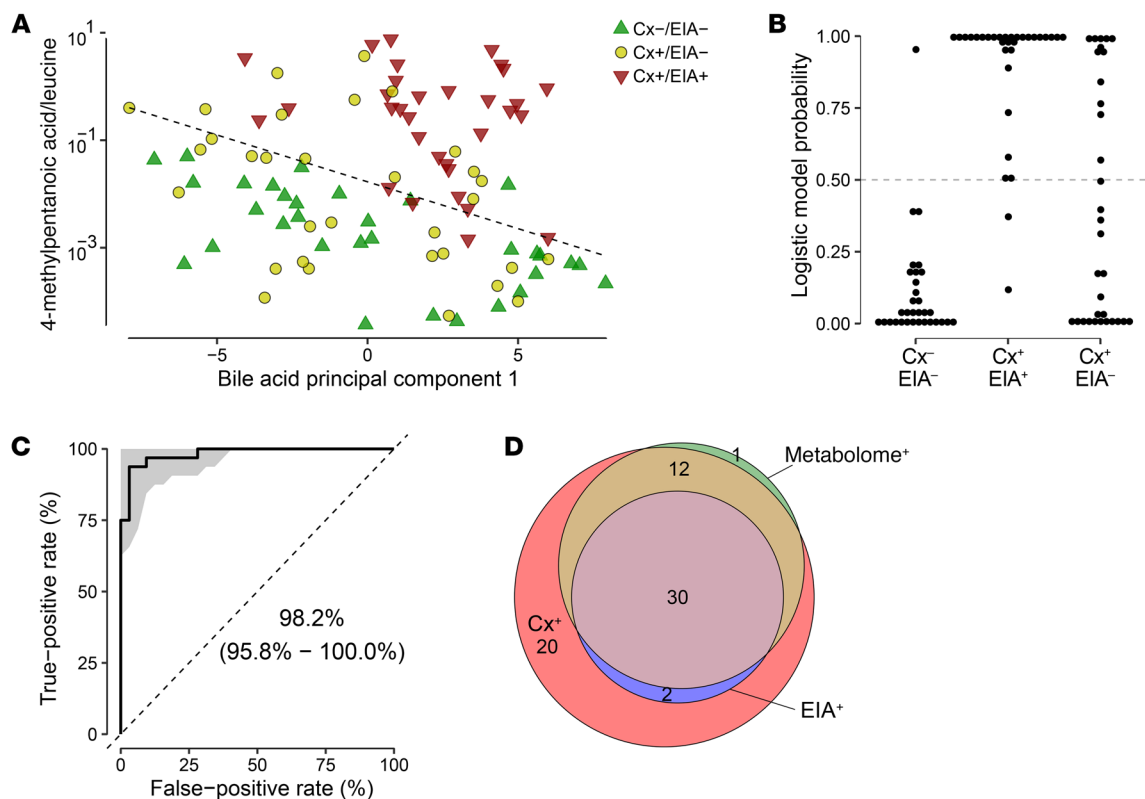 A
10¹
10⁻¹
10⁻³
4−methylpentanoic acid/leucine
−5
0
5
Bile acid principal component 1
Cx−/EIA−
Cx+/EIA−
Cx+/EIA+
B
1.00
0.75
0.50
0.25
0.00
Logistic model probability
Cx⁻
EIA⁻
Cx⁺
EIA⁺
Cx⁺
EIA⁻
C
100
75
50
25
0
True−positive rate (%)
98.2%
(95.8% − 100.0%)
0
25
50
75
100
False−positive rate (%)
D
1
Metabolome⁺
12
30
Cx⁺
20
2
EIA⁺